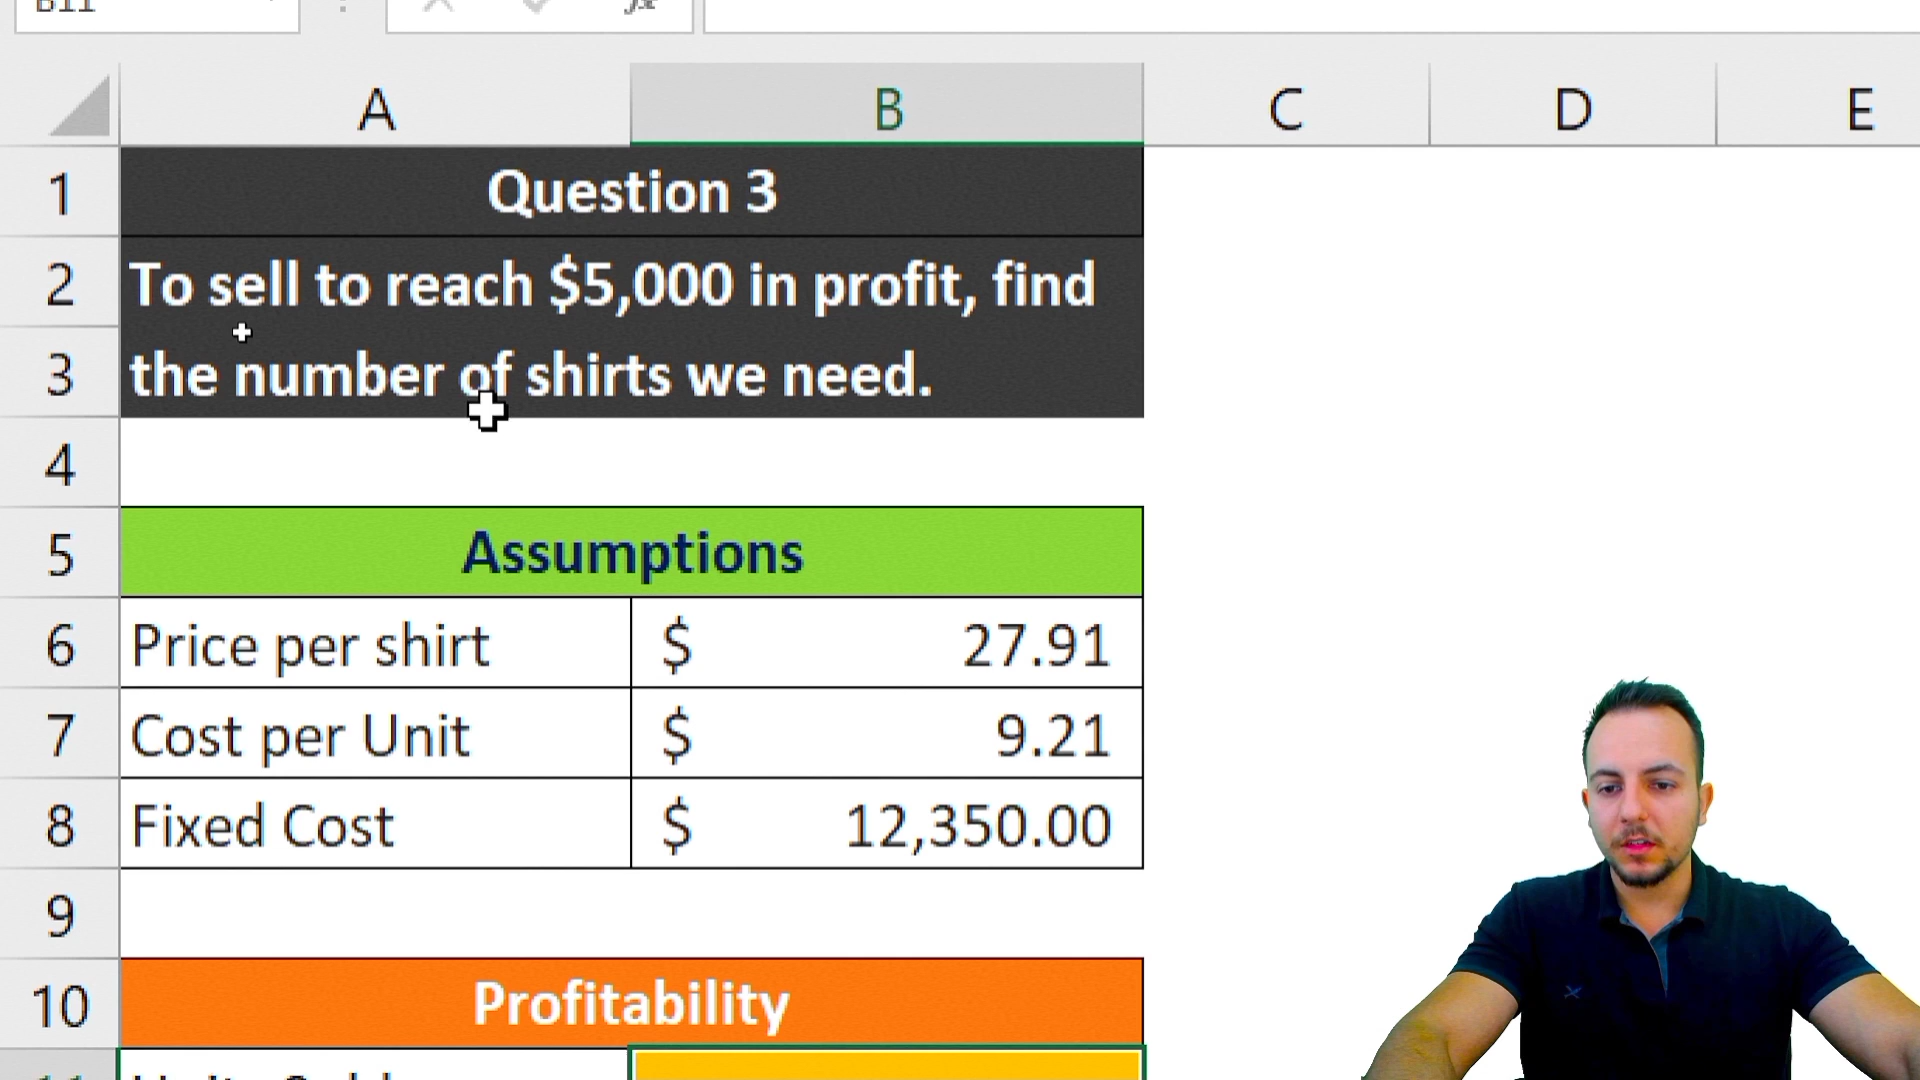 B11
A B C D E
1 Question 3
2 To sell to reach $5,000 in profit, find
3 the number of shirts we need.
4
5 Assumptions
6 Price per shirt $ 27.91
7 Cost per Unit $ 9.21
8 Fixed Cost $ 12,350.00
9
10 Profitability